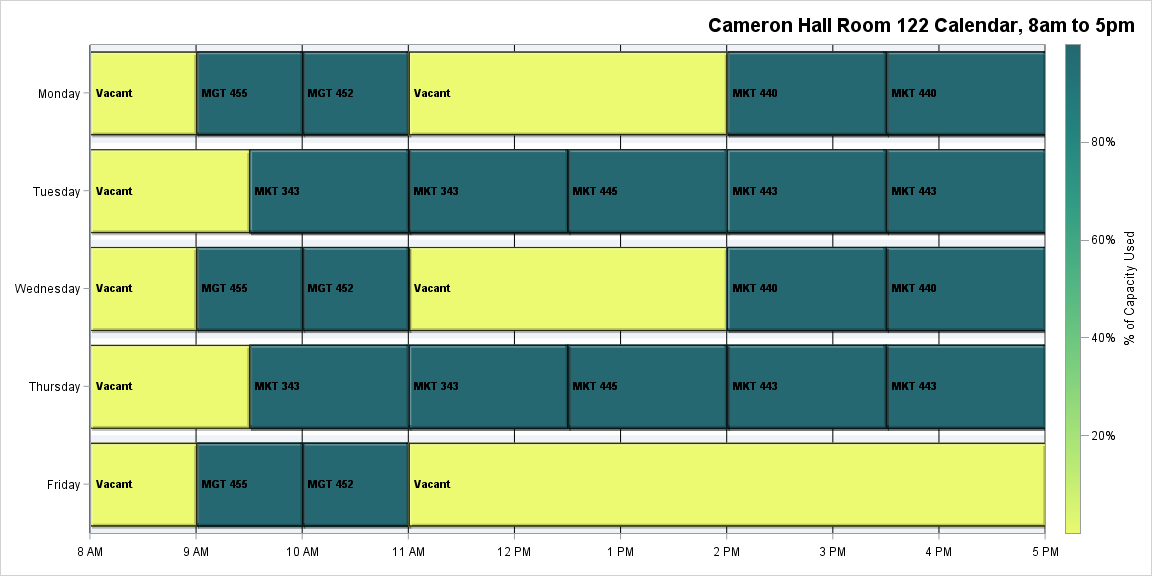 Cameron Hall Room 122 Calendar, 8am to 5pm
Monday Vacant MGT 455 MGT 452 Vacant MKT 440 MKT 440
80%
Tuesday Vacant MKT 343 MKT 343 MKT 445 MKT 443 MKT 443
60%
% of Capacity Used
Wednesday Vacant MGT 455 MGT 452 Vacant MKT 440 MKT 440
40%
Thursday Vacant MKT 343 MKT 343 MKT 445 MKT 443 MKT 443
20%
Friday Vacant MGT 455 MGT 452 Vacant
8 AM 9 AM 10 AM 11 AM 12 PM 1 PM 2 PM 3 PM 4 PM 5 PM